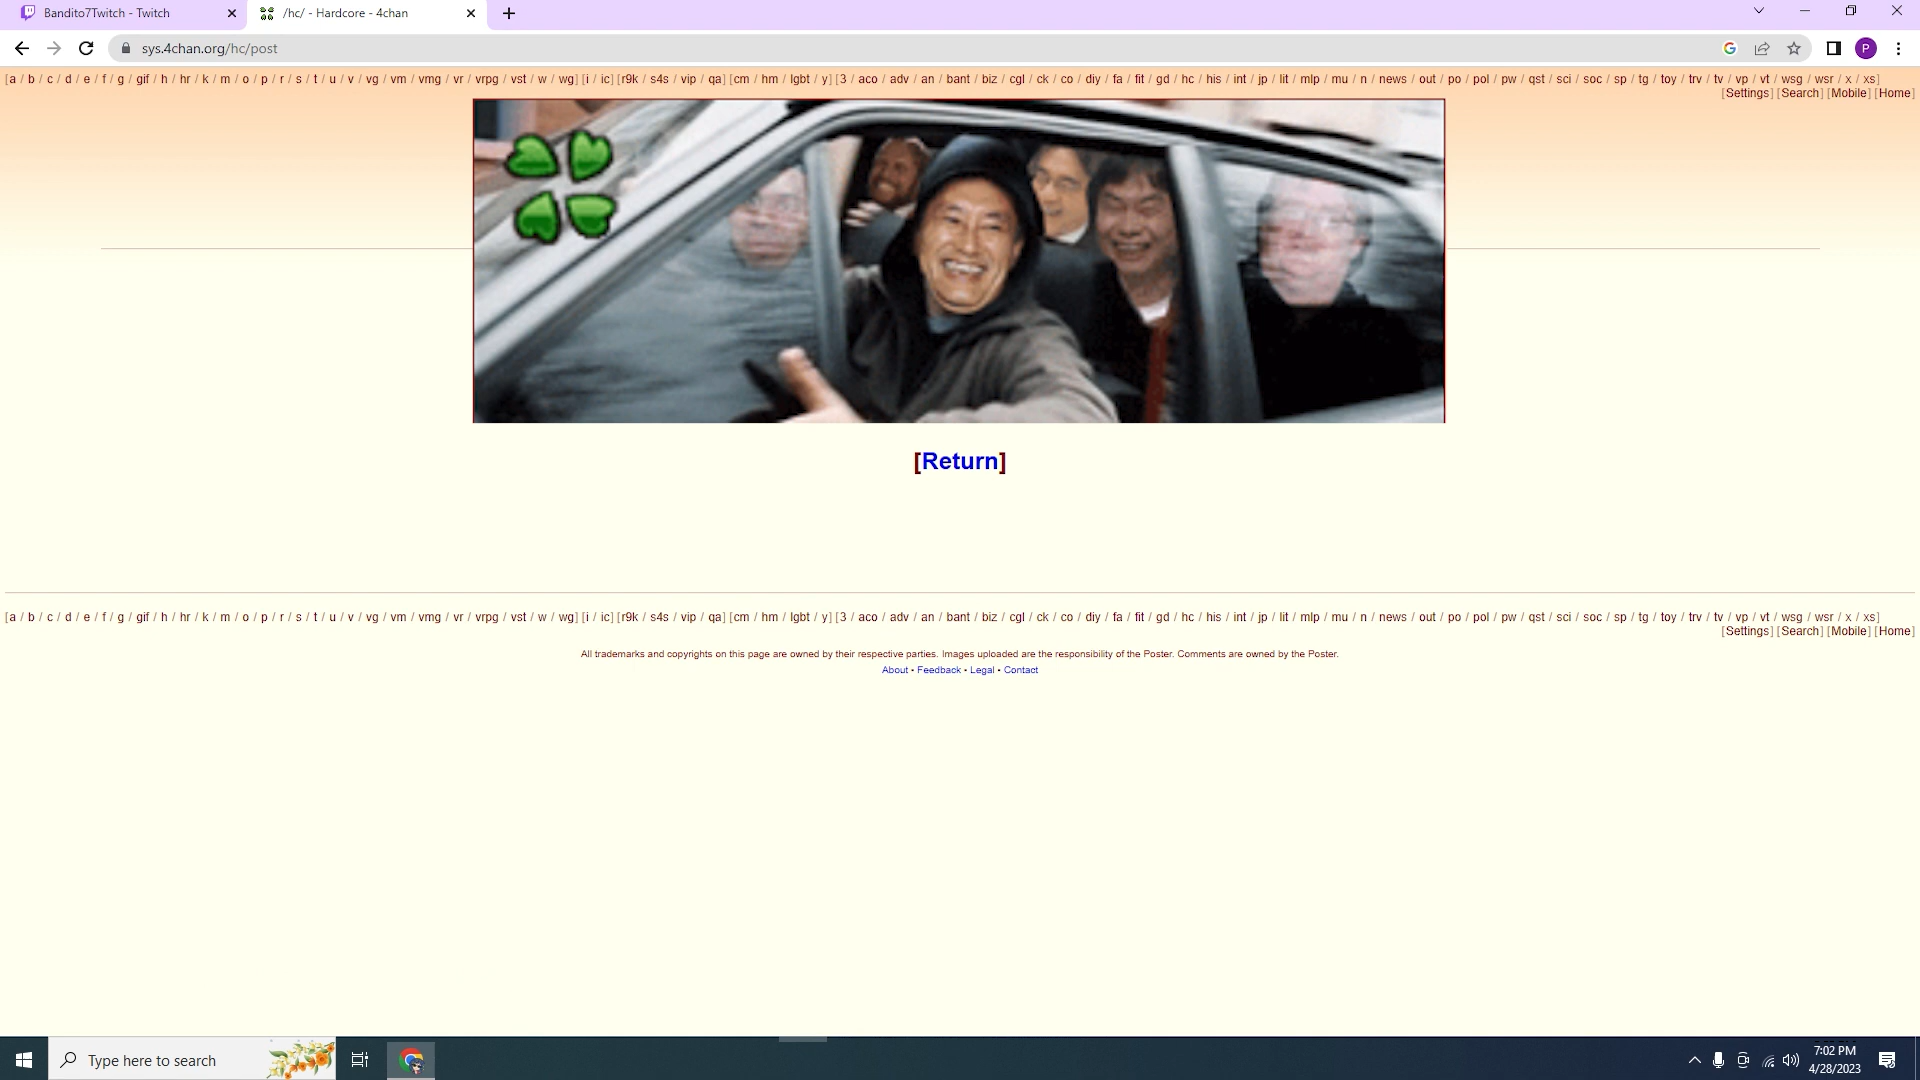 Bandito7Twitch - Twitch
/hc/ - Hardcore - 4chan
sys.4chan.org/hc/post
P
[a / b / c / d / e / f / g / gif / h / hr / k / m / o / p / r / s / t / u / v / vg / vm / vmg / vr / vrpg / vst / w / wg] [i / ic] [r9k / s4s / vip / qa] [cm / hm / lgbt / y] [3 / aco / adv / an / bant / biz / cgl / ck / co / diy / fa / fit / gd / hc / his / int / jp / lit / mlp / mu / n / news / out / po / pol / pw / qst / sci / soc / sp / tg / toy / trv / tv / vp / vt / wsg / wsr / x / xs]
[Settings] [Search] [Mobile] [Home]
[Return]
[a / b / c / d / e / f / g / gif / h / hr / k / m / o / p / r / s / t / u / v / vg / vm / vmg / vr / vrpg / vst / w / wg] [i / ic] [r9k / s4s / vip / qa] [cm / hm / lgbt / y] [3 / aco / adv / an / bant / biz / cgl / ck / co / diy / fa / fit / gd / hc / his / int / jp / lit / mlp / mu / n / news / out / po / pol / pw / qst / sci / soc / sp / tg / toy / trv / tv / vp / vt / wsg / wsr / x / xs]
[Settings] [Search] [Mobile] [Home]
All trademarks and copyrights on this page are owned by their respective parties. Images uploaded are the responsibility of the Poster. Comments are owned by the Poster.
About • Feedback • Legal • Contact
Type here to search
7:02 PM
4/28/2023